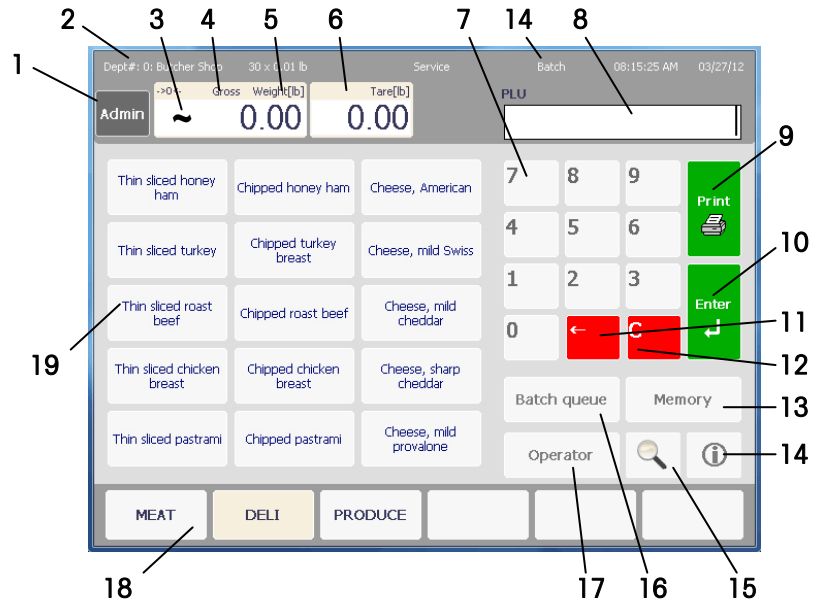 2 3 4 5 6 7 14 8
1
Dept#: 0: Butcher Shop 30 x 0.01 lb Service Batch 08:15:25 AM 03/27/12
->0<- Gross Weight[lb] Tare[lb] PLU
Admin ~ 0.00 0.00
9
Thin sliced honey ham
Chipped honey ham
Cheese, American
7 8 9
Print
Thin sliced turkey
Chipped turkey breast
Cheese, mild Swiss
4 5 6
10
Thin sliced roast beef
Chipped roast beef
Cheese, mild cheddar
1 2 3
Enter
0 ← C ↵
11
12
19
Thin sliced chicken breast
Chipped chicken breast
Cheese, sharp cheddar
Batch queue Memory
13
Thin sliced pastrami
Chipped pastrami
Cheese, mild provalone
Operator i
14
MEAT DELI PRODUCE
18 17 16 15